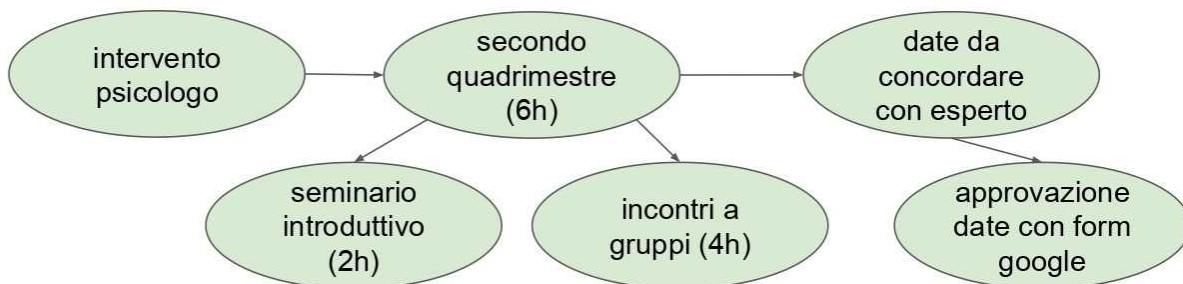 intervento
psicologo
secondo
quadrimestre
(6h)
date da
concordare
con esperto
seminario
introduttivo
(2h)
incontri a
gruppi (4h)
approvazione
date con form
google